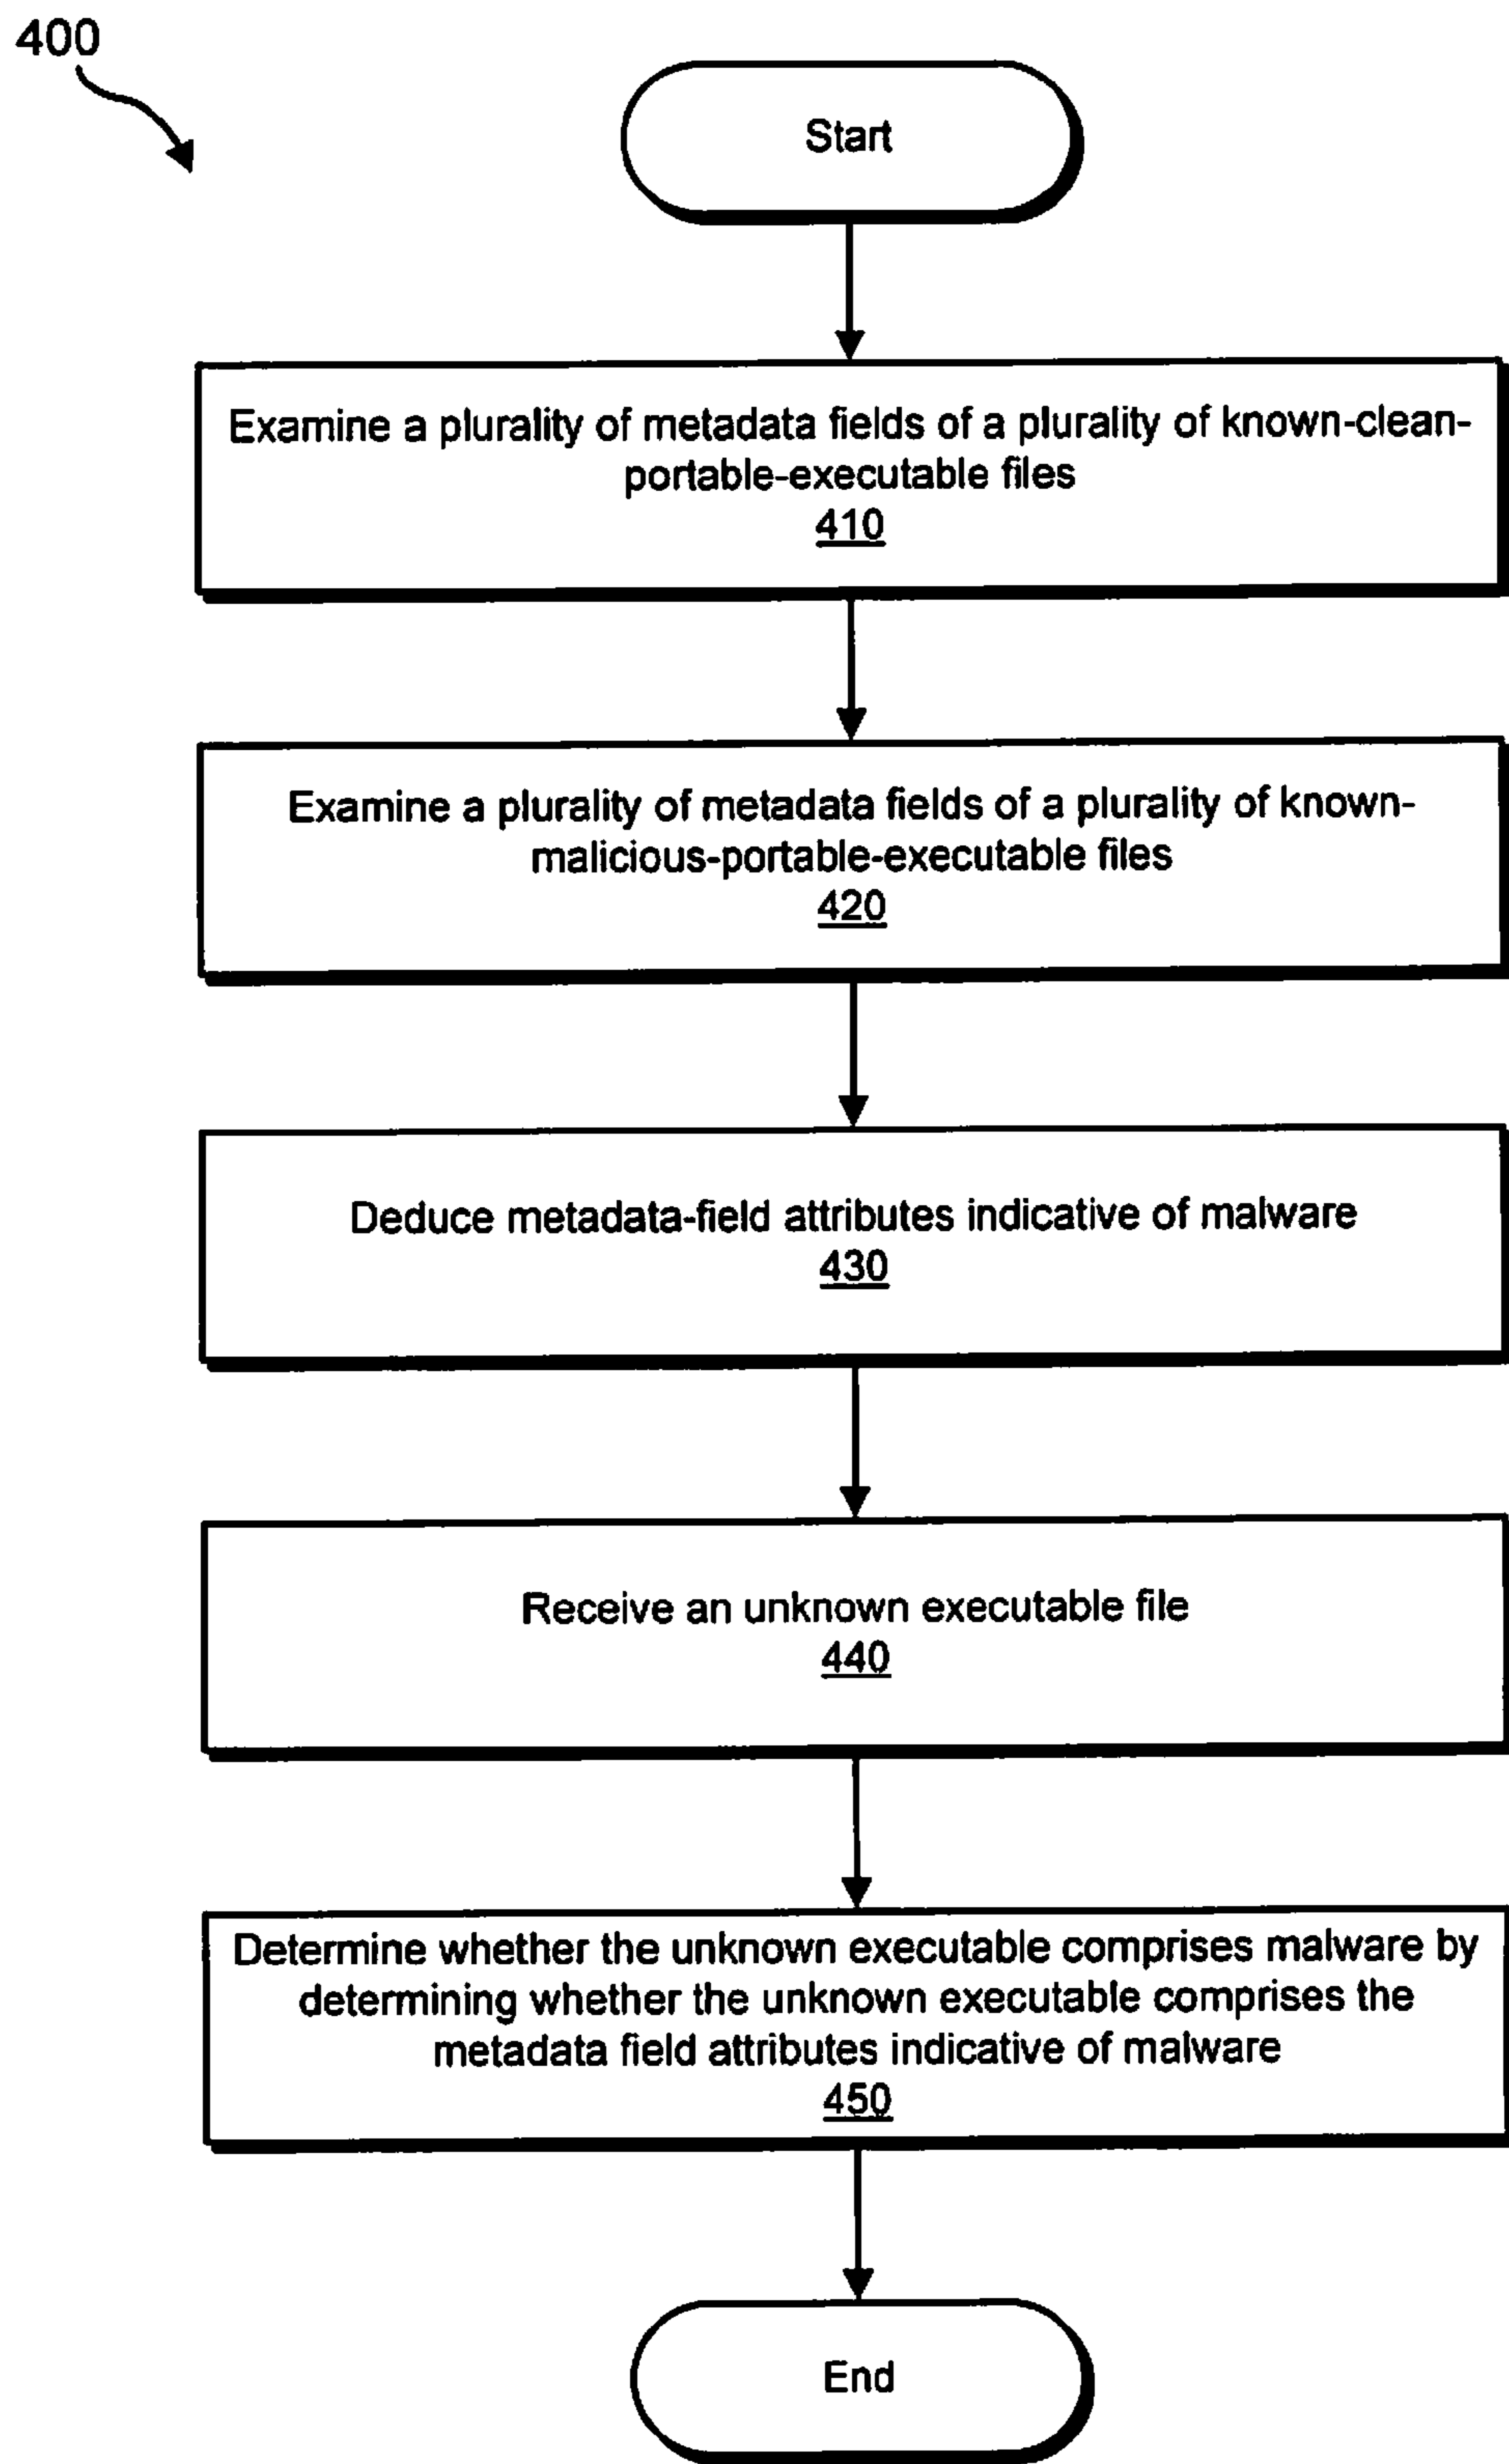 400
Start
Examine a plurality of metadata fields of a plurality of known-clean-
portable-executable files
410
Examine a plurality of metadata fields of a plurality of known-
malicious-portable-executable files
420
Deduce metadata-field attributes indicative of malware
430
Receive an unknown executable file
440
Determine whether the unknown executable comprises malware by
determining whether the unknown executable comprises the
metadata field attributes indicative of malware
450
End